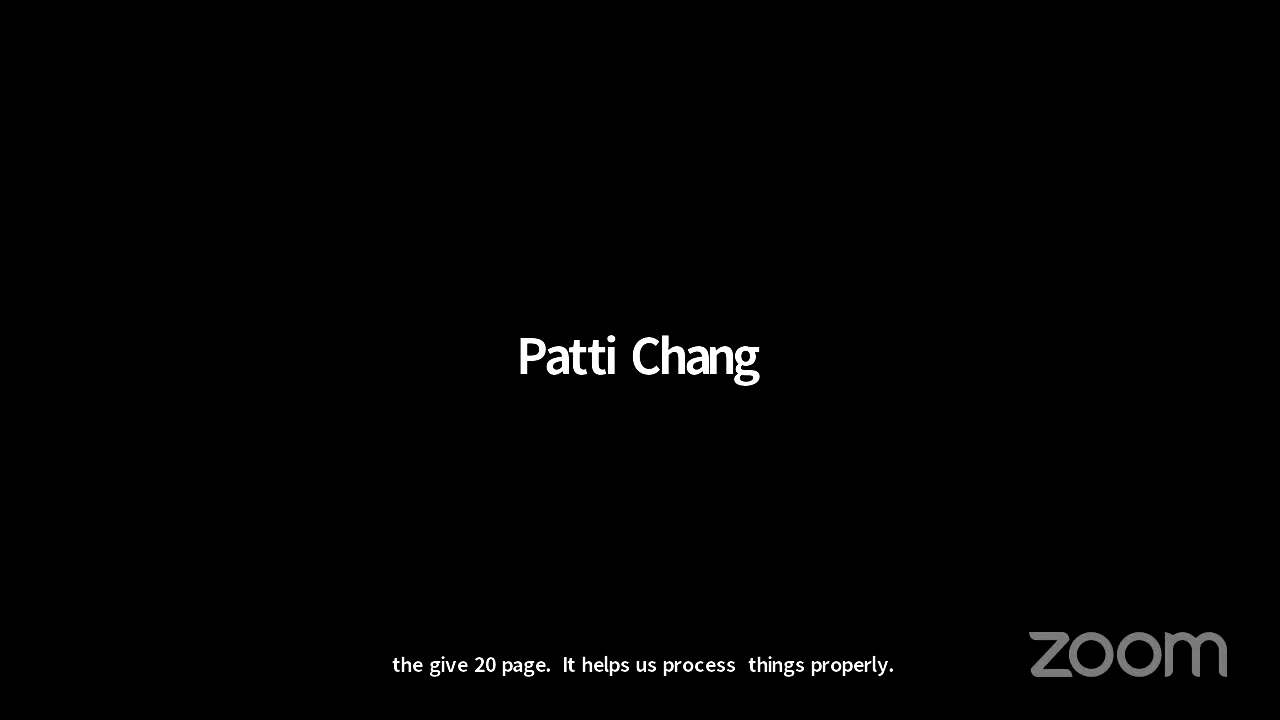 Patti Chang
the give 20 page.  It helps us process  things properly.
zoom